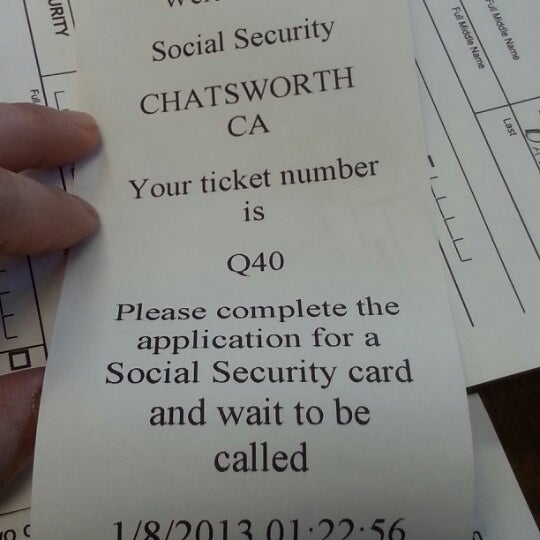 Social Security
CHATSWORTH
CA
Your ticket number
is
Q40
Please complete the
application for a
Social Security card
and wait to be
called
1/8/2013 01:22:56
URITY
Full Middle Name
Full Middle Name
Last